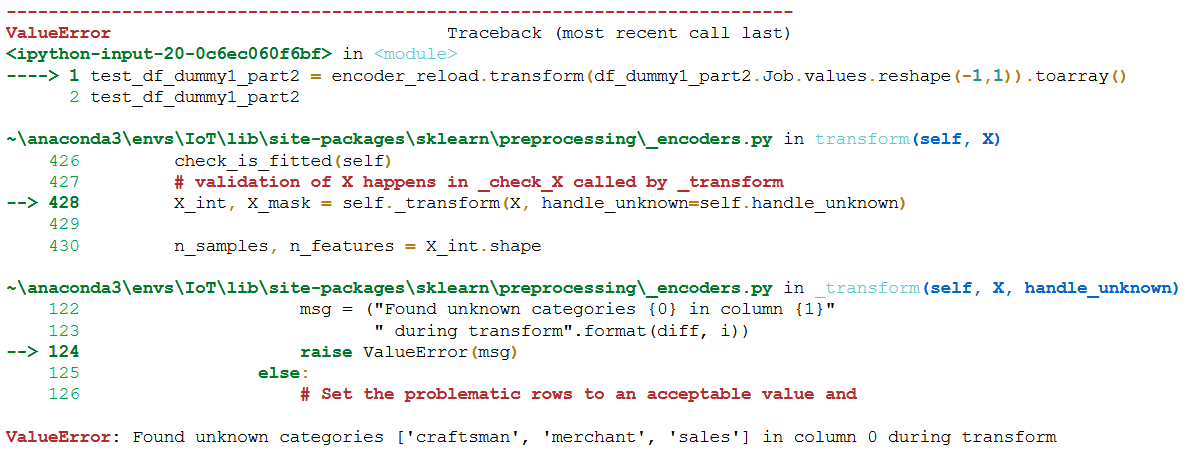 ---------------------------------------------------------------------------
ValueError                                Traceback (most recent call last)
<ipython-input-20-0c6ec060f6bf> in <module>
----> 1 test_df_dummy1_part2 = encoder_reload.transform(df_dummy1_part2.Job.values.reshape(-1,1)).toarray()
      2 test_df_dummy1_part2

~\anaconda3\envs\IoT\lib\site-packages\sklearn\preprocessing\_encoders.py in transform(self, X)
    426         check_is_fitted(self)
    427         # validation of X happens in _check_X called by _transform
--> 428         X_int, X_mask = self._transform(X, handle_unknown=self.handle_unknown)
    429
    430         n_samples, n_features = X_int.shape

~\anaconda3\envs\IoT\lib\site-packages\sklearn\preprocessing\_encoders.py in _transform(self, X, handle_unknown)
    122                     msg = ("Found unknown categories {0} in column {1}"
    123                            " during transform".format(diff, i))
--> 124                     raise ValueError(msg)
    125                 else:
    126                     # Set the problematic rows to an acceptable value and

ValueError: Found unknown categories ['craftsman', 'merchant', 'sales'] in column 0 during transform